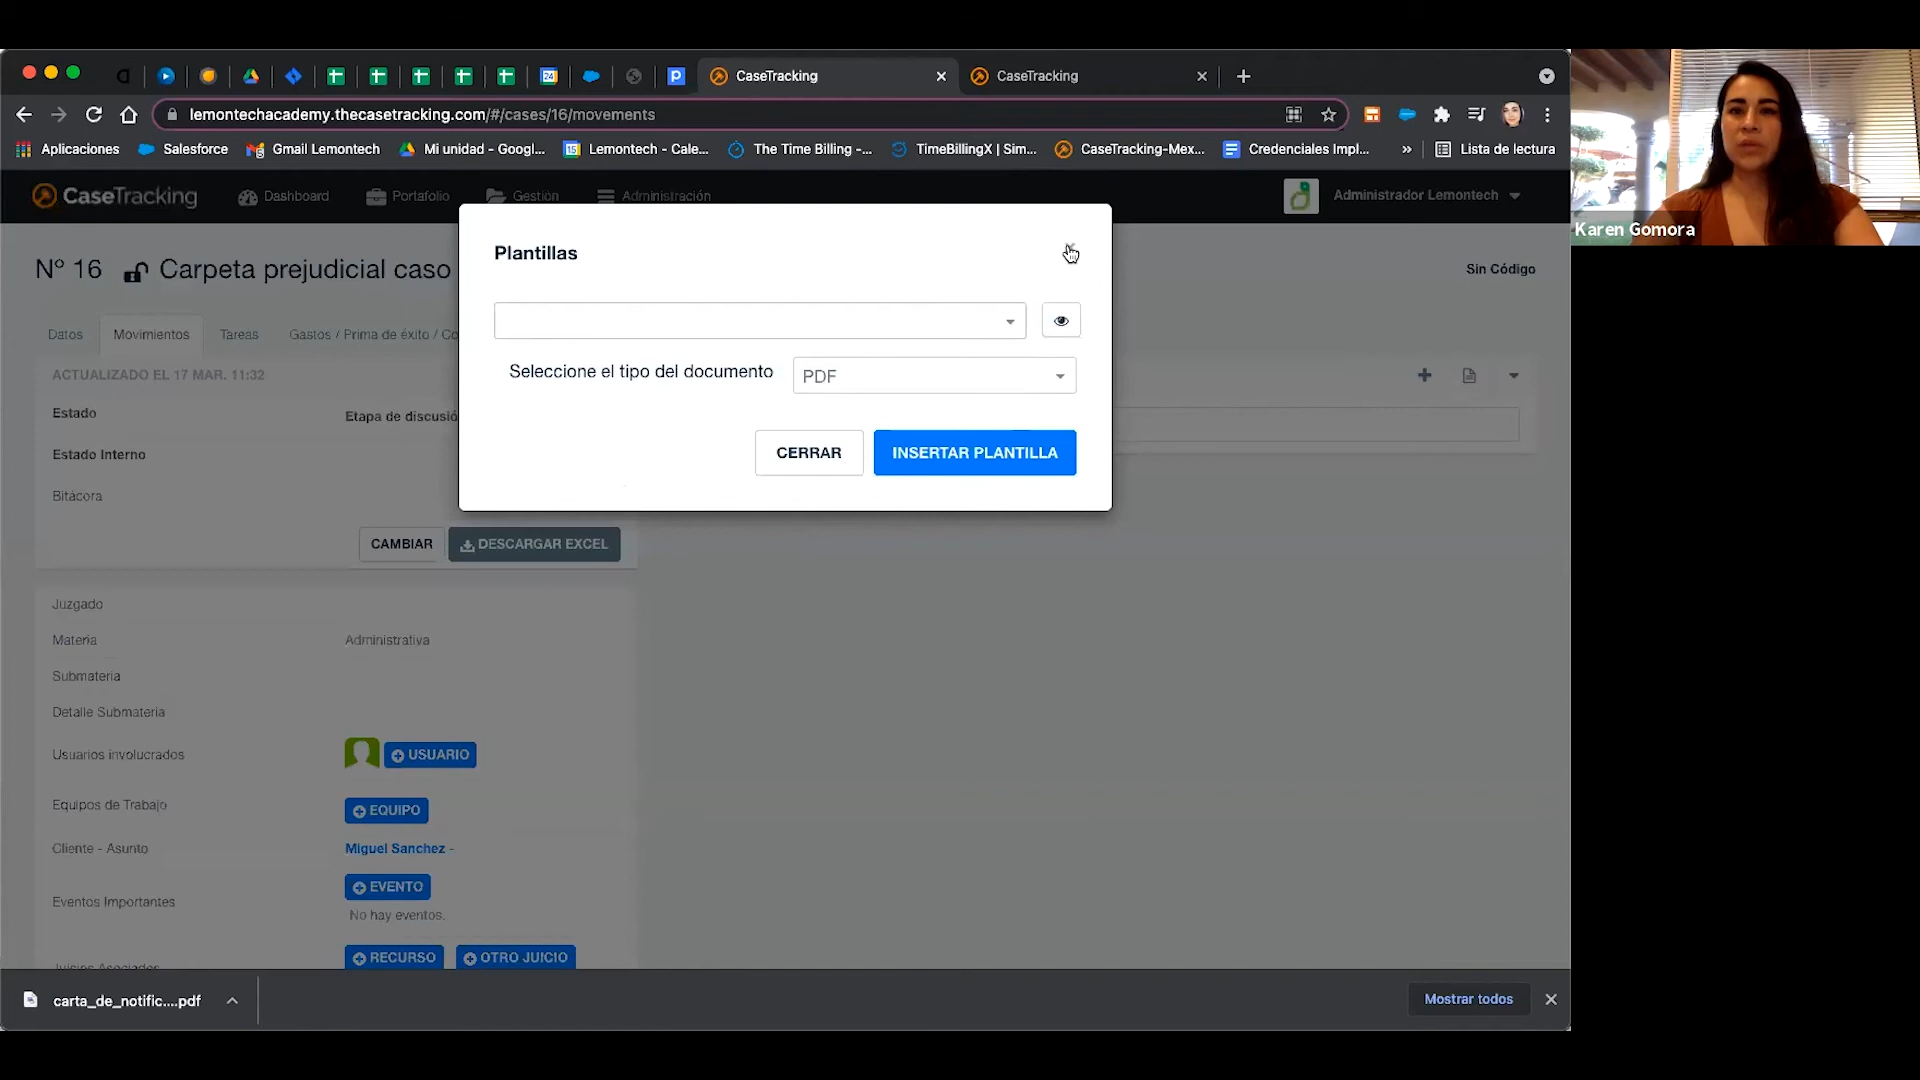 CaseTracking
CaseTracking
lemontechacademy.thecasetracking.com/#/cases/16/movements
Aplicaciones
Salesforce
Gmail Lemontech
Mi unidad - Googl...
Lemontech - Cale...
The Time Billing -...
TimeBillingX | Sim...
CaseTracking-Mex...
Credenciales Impl...
»
Lista de lectura
CaseTracking
Dashboard
Portafolio
Gestión
Administración
Administrador Lemontech
Nº 16
Carpeta prejudicial caso
Sin Código
Datos
Movimientos
Tareas
Gastos / Prima de éxito / Co
ACTUALIZADO EL 17 MAR. 11:32
Estado
Etapa de discusió
Estado Interno
Bitácora
CAMBIAR
DESCARGAR EXCEL
Plantillas
Seleccione el tipo del documento
PDF
CERRAR
INSERTAR PLANTILLA
Juzgado
Materia
Administrativa
Submateria
Detalle Submateria
Usuarios involucrados
USUARIO
Equipos de Trabajo
EQUIPO
Cliente - Asunto
Miguel Sanchez -
Eventos Importantes
EVENTO
No hay eventos.
Juicios Asociados
RECURSO
OTRO JUICIO
carta_de_notific....pdf
Mostrar todos
Karen Gomora
15
24